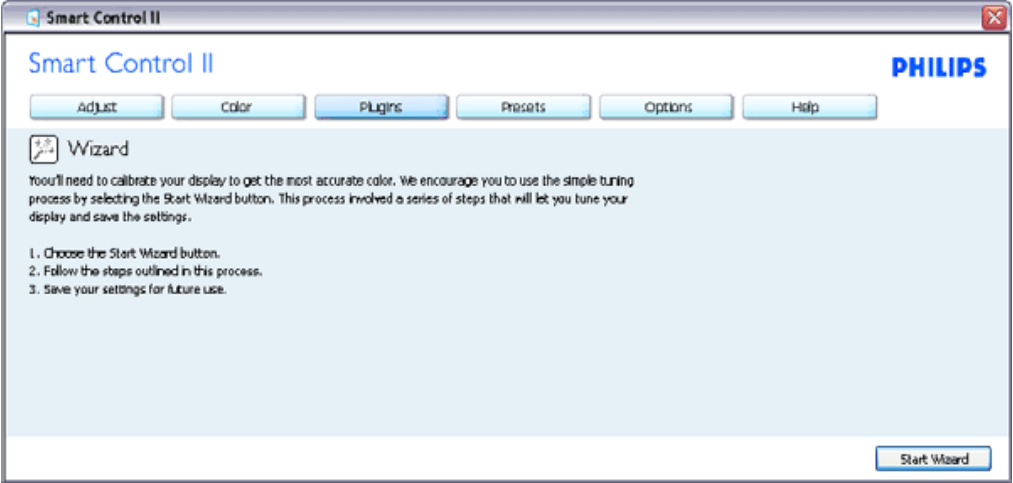 Smart Control II
Smart Control II
PHILIPS
Adjust Color Plugins Presets Options Help
Wizard
Yoou'll need to calibrate your display to get the most accurate color. We encourage you to use the simple tuning
process by selecting the Start Wizard button. This process involved a series of steps that will let you tune your
display and save the settings.
1. Choose the Start Wizard button.
2. Follow the steps outlined in this process.
3. Save your settings for future use.
Start Wizard